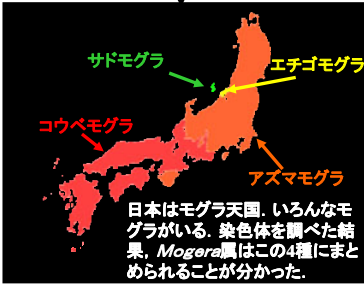 サドモグラ
エチゴモグラ
コウベモグラ
アズマモグラ
日本はモグラ天国．いろんなモ
グラがいる．染色体を調べた結
果，Mogera属はこの4種にまと
められることが分かった．